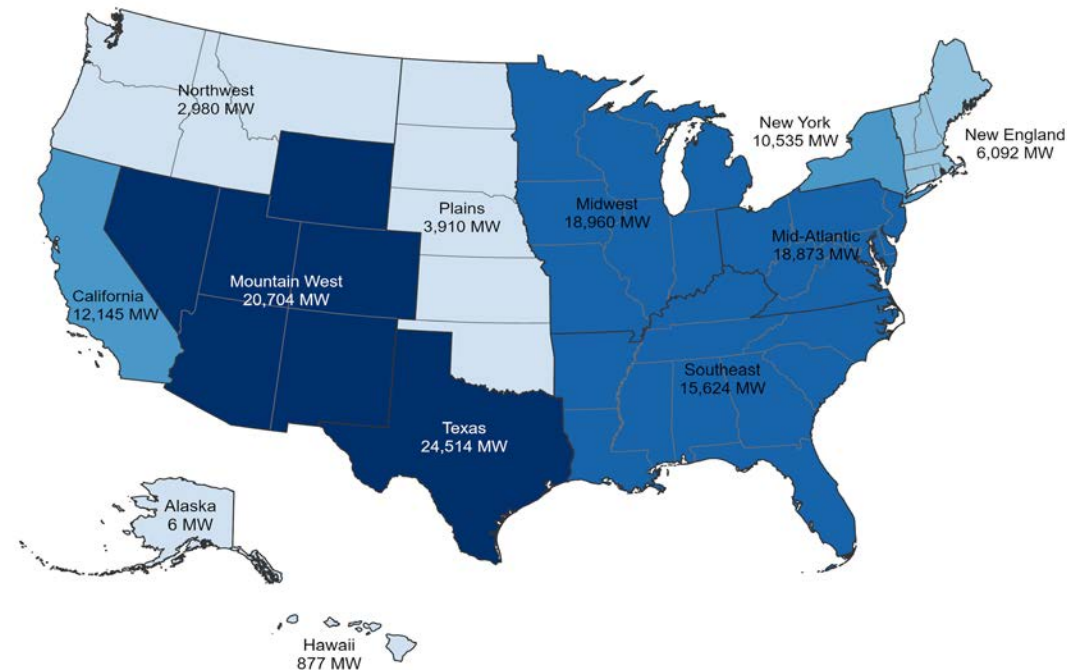 Northwest
2,980 MW
New York
10,535 MW
New England
6,092 MW
Plains
3,910 MW
Midwest
18,960 MW
Mid-Atlantic
18,873 MW
Mountain West
20,704 MW
California
12,145 MW
Southeast
15,624 MW
Texas
24,514 MW
Alaska
6 MW
Hawaii
877 MW